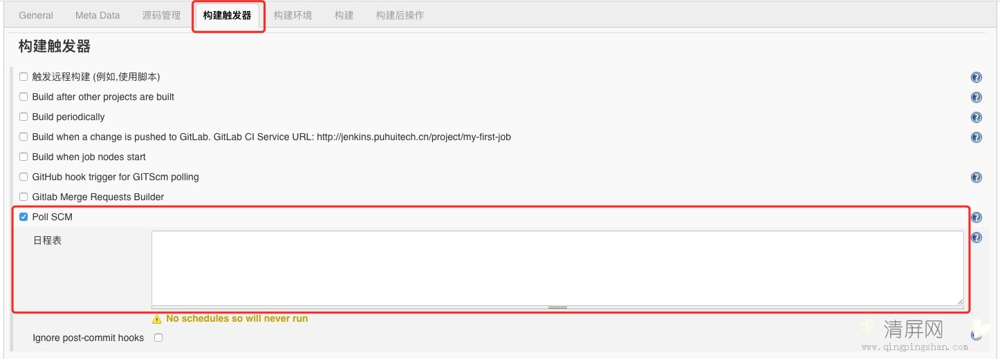 General Meta Data 源码管理 构建触发器 构建环境 构建 构建后操作
构建触发器
触发远程构建 (例如,使用脚本)
Build after other projects are built
Build periodically
Build when a change is pushed to GitLab. GitLab CI Service URL: http://jenkins.puhuitech.cn/project/my-first-job
Build when job nodes start
GitHub hook trigger for GITScm polling
Gitlab Merge Requests Builder
Poll SCM
日程表
No schedules so will never run
Ignore post-commit hooks
清屏网
www.qingpingshan.com